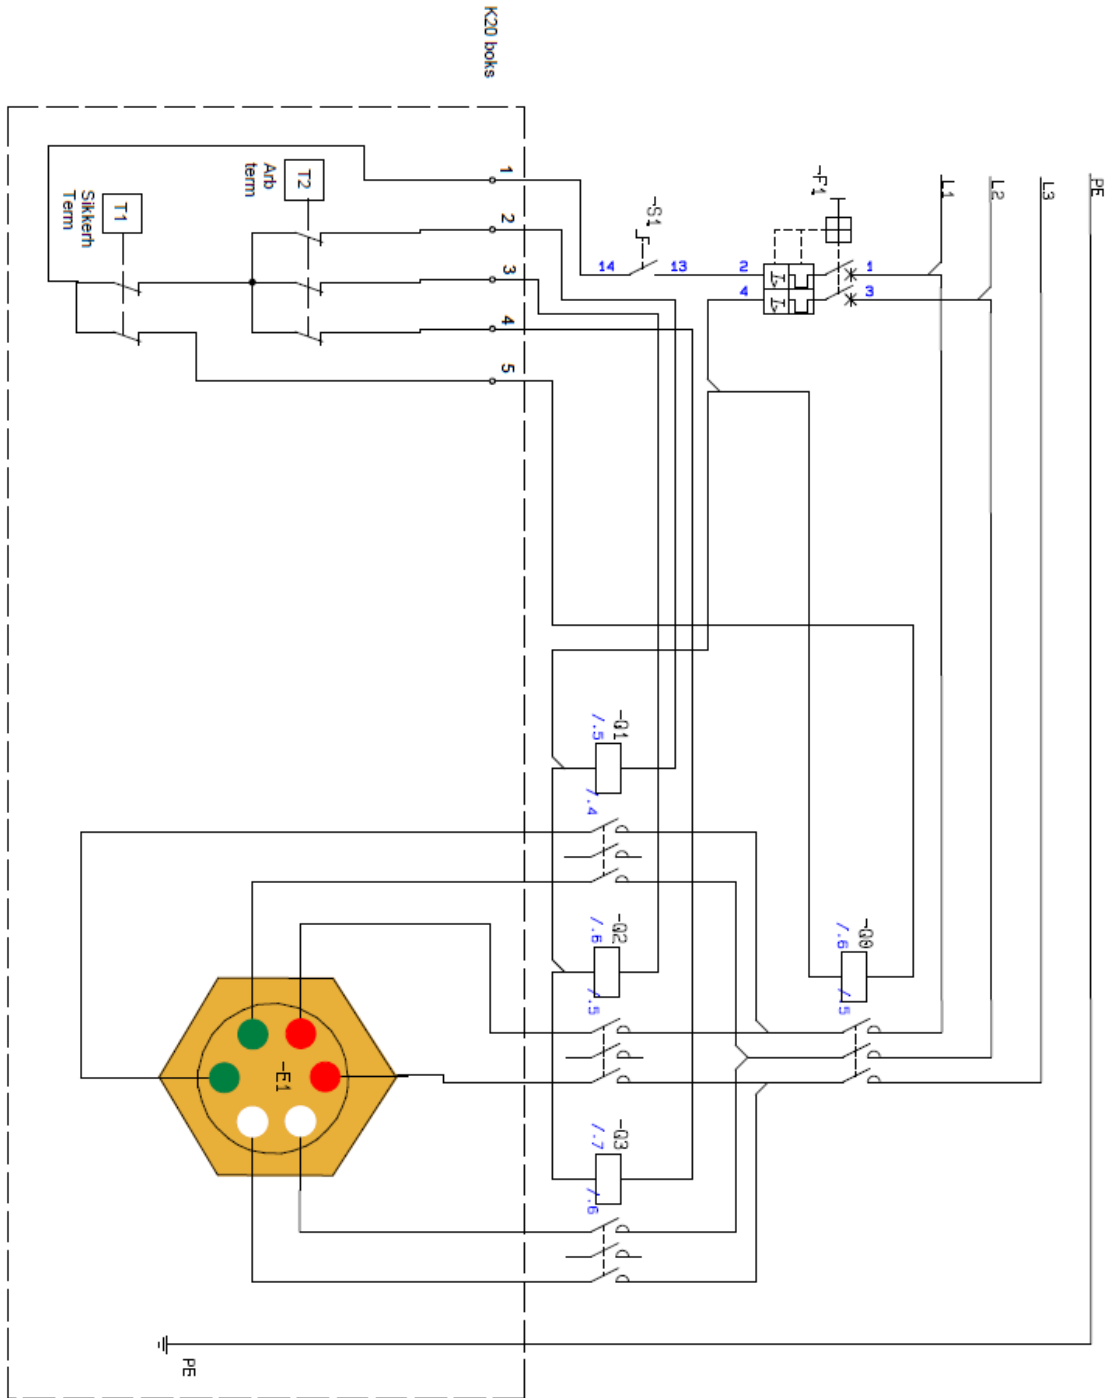 K20 boks
PE
L3
L2
L1
-F1
1
3
2
4
-S1
13
14
1
2
3
4
5
T2
Arb
term
T1
Sikkerh
Term
-Q1
/.5
/.4
-Q2
/.6
/.5
-Q3
/.7
/.6
-Q0
/.6
/.5
-E1
PE